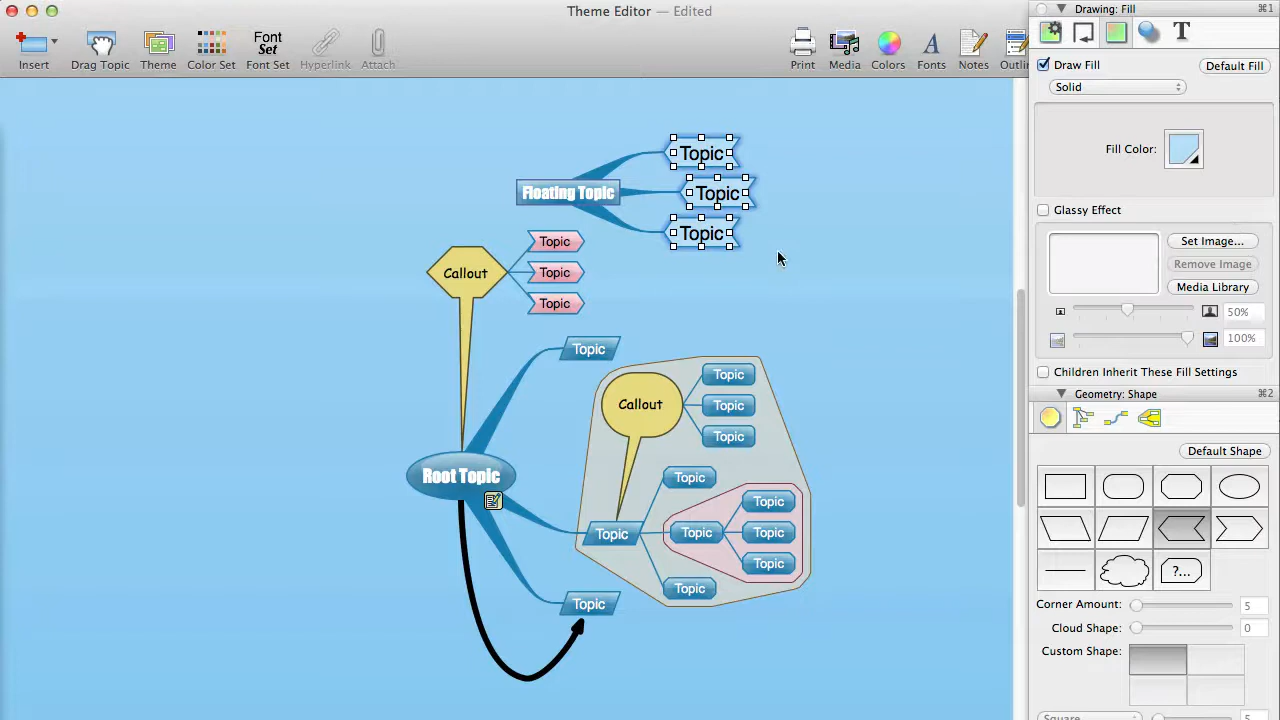 Theme Editor — Edited
Insert
Drag Topic
Theme
Color Set
Font
Set
Font Set
Hyperlink
Attach
Print
Media
Colors
Fonts
Notes
Drawing: Fill
⌘1
Draw Fill
Default Fill
Solid
Fill Color:
Glassy Effect
Set Image...
Remove Image
Media Library
50%
100%
Children Inherit These Fill Settings
Geometry: Shape
⌘2
Default Shape
?...
Corner Amount:
5
Cloud Shape:
0
Custom Shape:
Square
5
Topic
Floating Topic
Topic
Topic
Topic
Callout
Topic
Topic
Topic
Topic
Callout
Topic
Topic
Root Topic
Topic
Topic
Topic
Topic
Topic
Topic
Topic
Topic
Topic